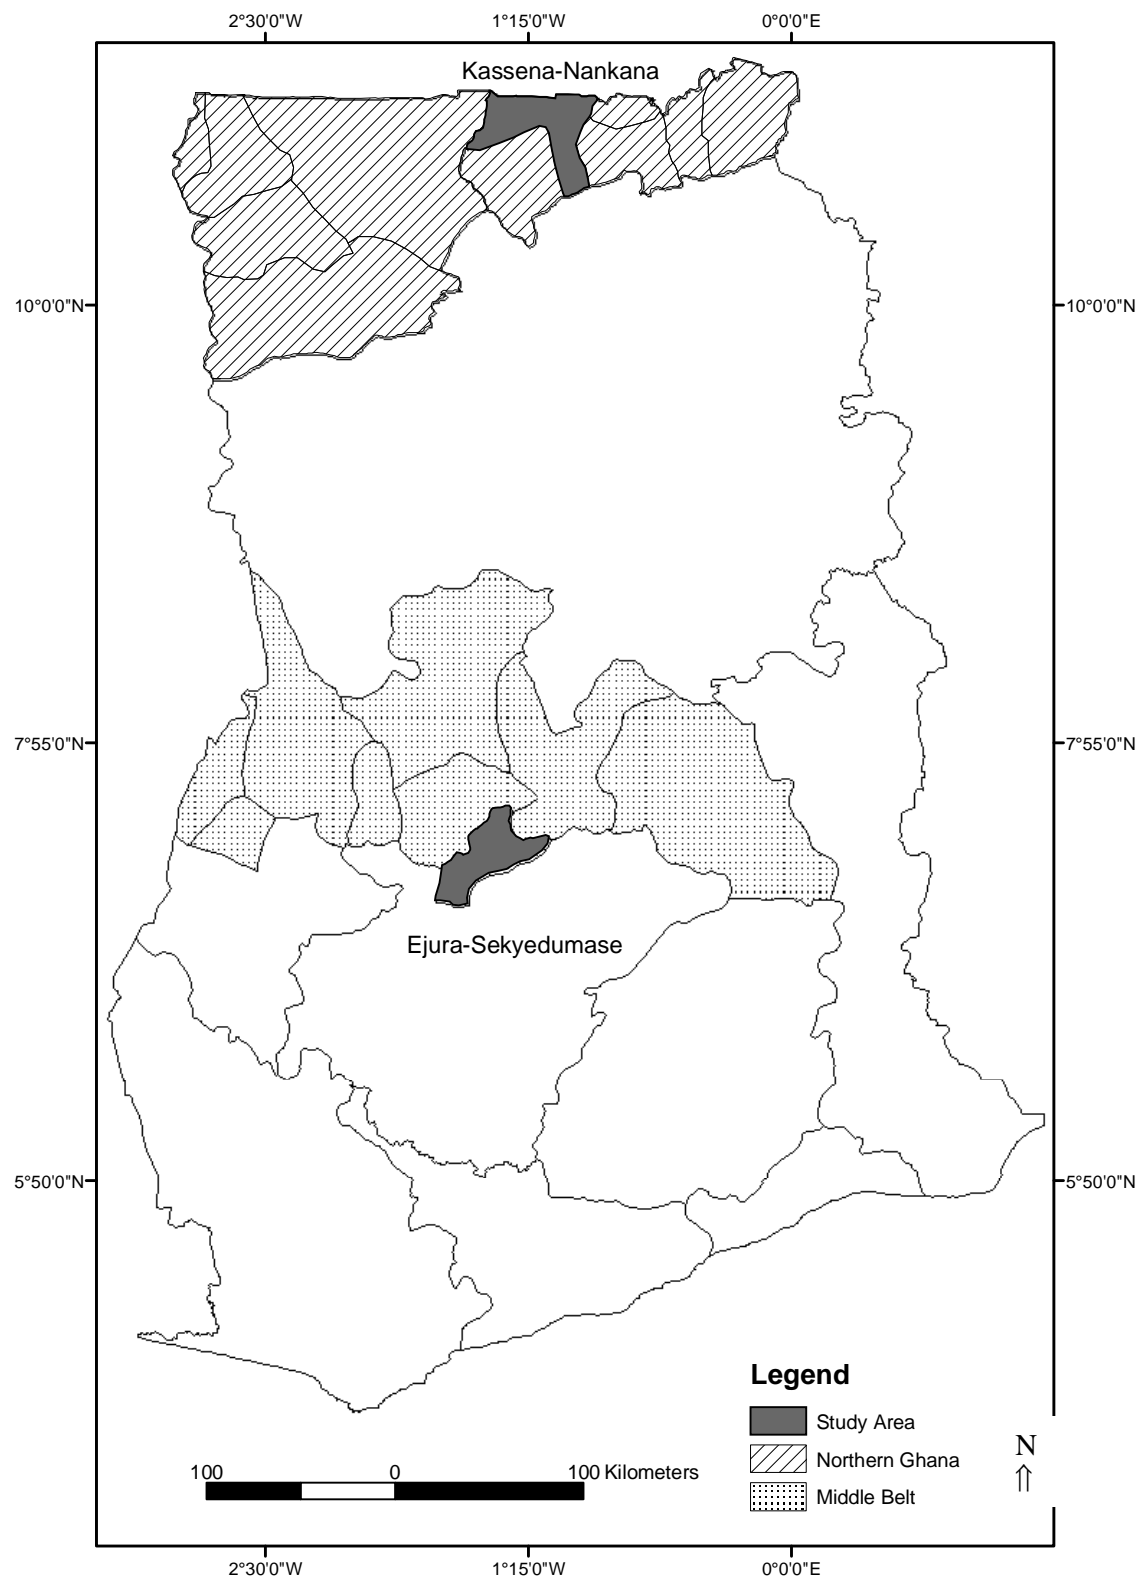 2°30'0"W 1°15'0"W 0°0'0"E
Kassena-Nankana
10°0'0"N 10°0'0"N
7°55'0"N 7°55'0"N
Ejura-Sekyedumase
5°50'0"N 5°50'0"N
Legend
Study Area
Northern Ghana
Middle Belt
N
⇑
100 0 100 Kilometers
2°30'0"W 1°15'0"W 0°0'0"E